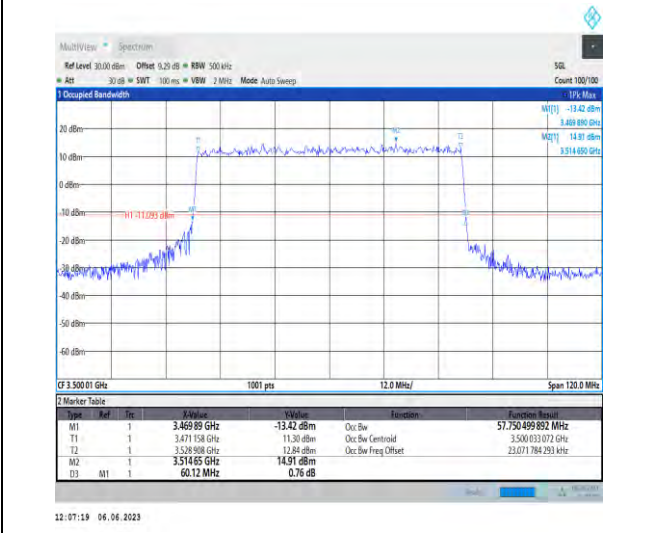 MultiView Spectrum
Ref Level 30.00 dBm Offset 9.29 dB RBW 500 kHz SGL
Att 30 dB SWT 100 ms VBW 2 MHz Mode Auto Sweep Count 100/100
1 Occupied Bandwidth 1Pk Max
M1[1] -13.42 dBm
3.469 890 GHz
M2[1] 14.91 dBm
3.514 650 GHz
20 dBm
T1 M2 T2
10 dBm
0 dBm
-10 dBm H1 -11.093 dBm M1
-20 dBm
-30 dBm
-40 dBm
-50 dBm
-60 dBm
CF 3.500 01 GHz 1001 pts 12.0 MHz/ Span 120.0 MHz
2 Marker Table
Type Ref Trc X-Value Y-Value Function Function Result
M1 1 3.469 89 GHz -13.42 dBm Occ Bw 57.750 499 892 MHz
T1 1 3.471 158 GHz 11.30 dBm Occ Bw Centroid 3.500 033 072 GHz
T2 1 3.528 908 GHz 12.84 dBm Occ Bw Freq Offset 23.071 784 293 kHz
M2 1 3.514 65 GHz 14.91 dBm
D3 M1 1 60.12 MHz 0.76 dB
12:07:19 06.06.2023